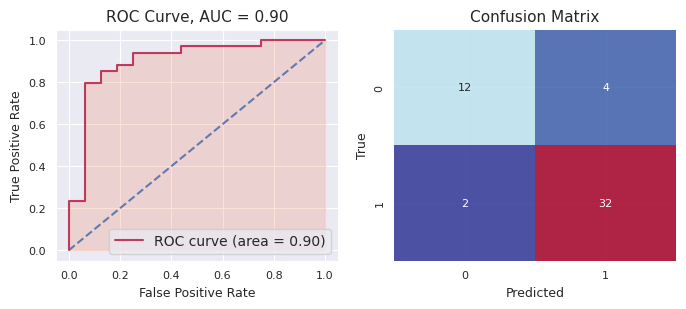 ROC Curve, AUC = 0.90
1.0
0.8
0.6
0.4
0.2
0.0
True Positive Rate
ROC curve (area = 0.90)
0.0 0.2 0.4 0.6 0.8 1.0
False Positive Rate
Confusion Matrix
0
12 4
True
1
2 32
0 1
Predicted